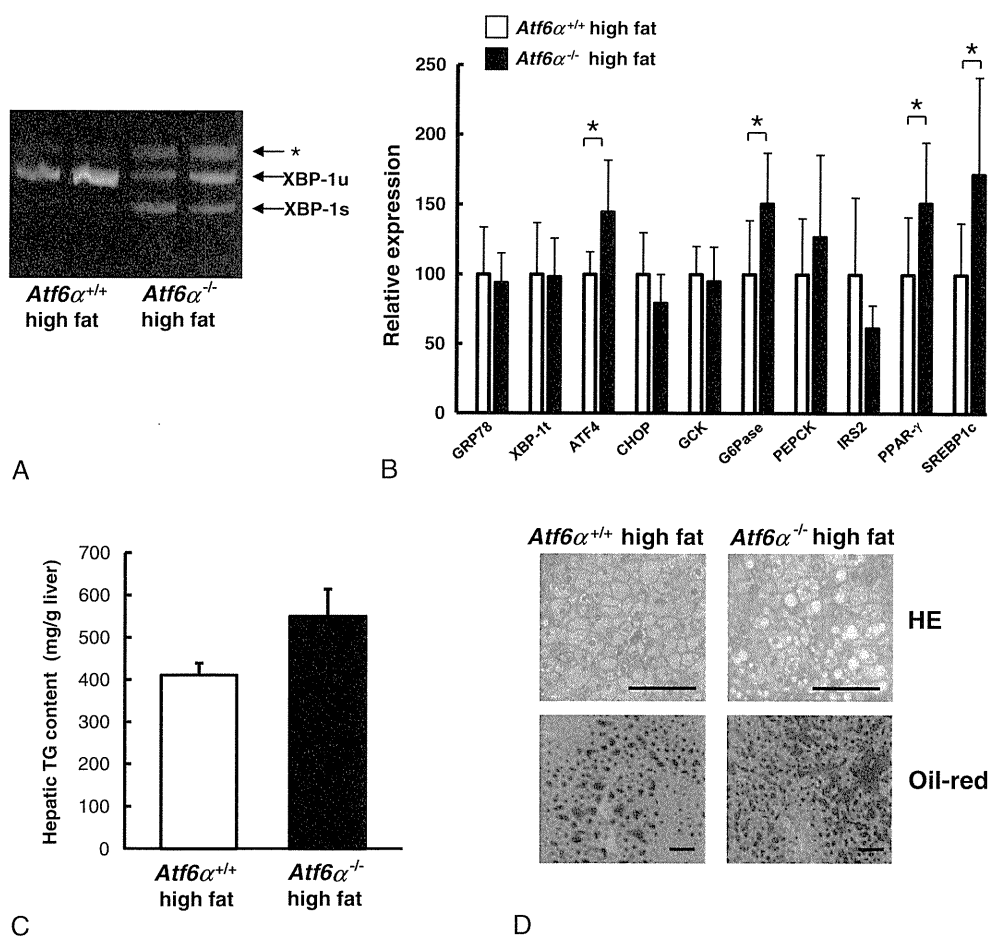 A
*
XBP-1u
XBP-1s
Atf6α+/+
high fat
Atf6α-/-
high fat
B
Atf6α+/+ high fat
Atf6α-/- high fat
Relative expression
250
200
150
100
50
0
*
*
*
*
GRP78
XBP-1t
ATF4
CHOP
GCK
G6Pase
PEPCK
IRS2
PPAR-γ
SREBP1c
C
Hepatic TG content (mg/g liver)
700
600
500
400
300
200
100
0
Atf6α+/+
high fat
Atf6α-/-
high fat
D
Atf6α+/+ high fat
Atf6α-/- high fat
HE
Oil-red